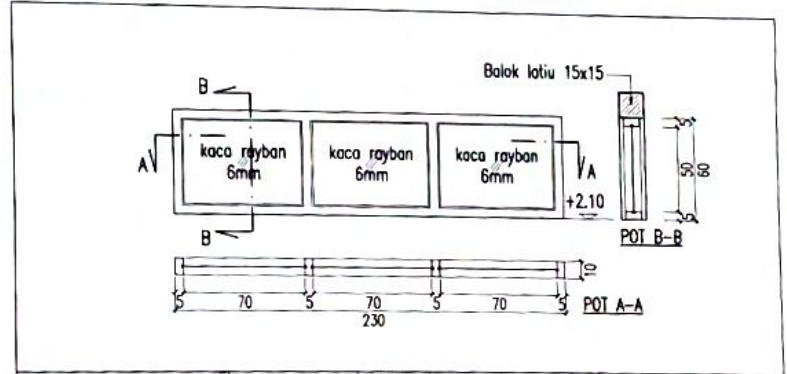 Balok latiu 15x15
B
A
kaca rayban
6mm
kaca rayban
6mm
kaca rayban
6mm
A
B
+2.10
5
50
60
5
POT B-B
10
5 70 5 70 5 70 5
230
POT A-A